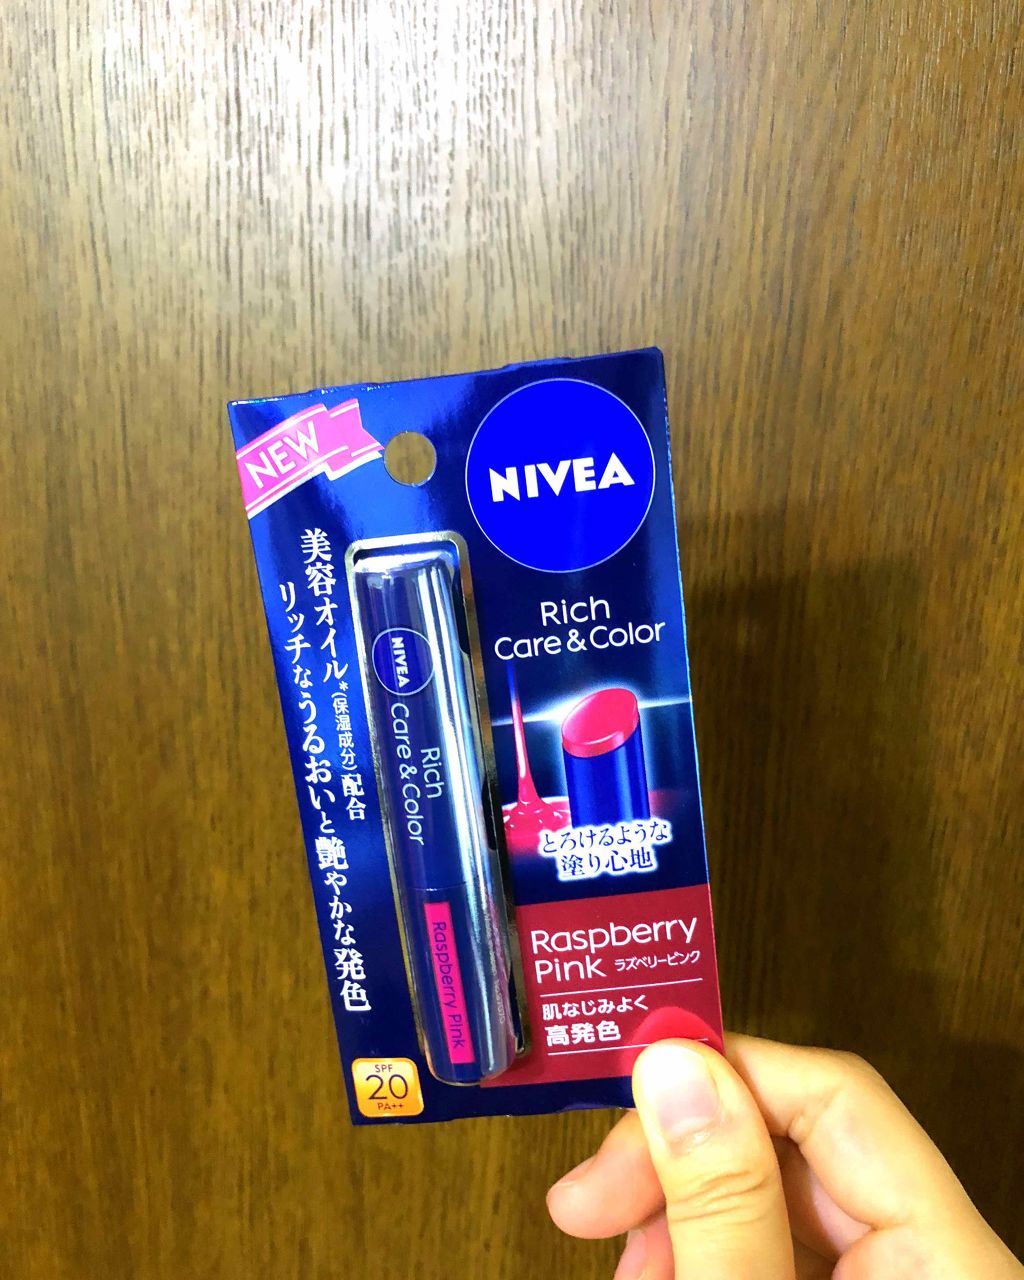 NEW
NIVEA
Rich
Care & Color
美容オイル*(保湿成分)配合
リッチなうるおいと艶やかな発色
NIVEA
Rich
Care & Color
Raspberry Pink
とろけるような
塗り心地
Raspberry
Pink ラズベリーピンク
肌なじみよく
高発色
SPF
20
PA++